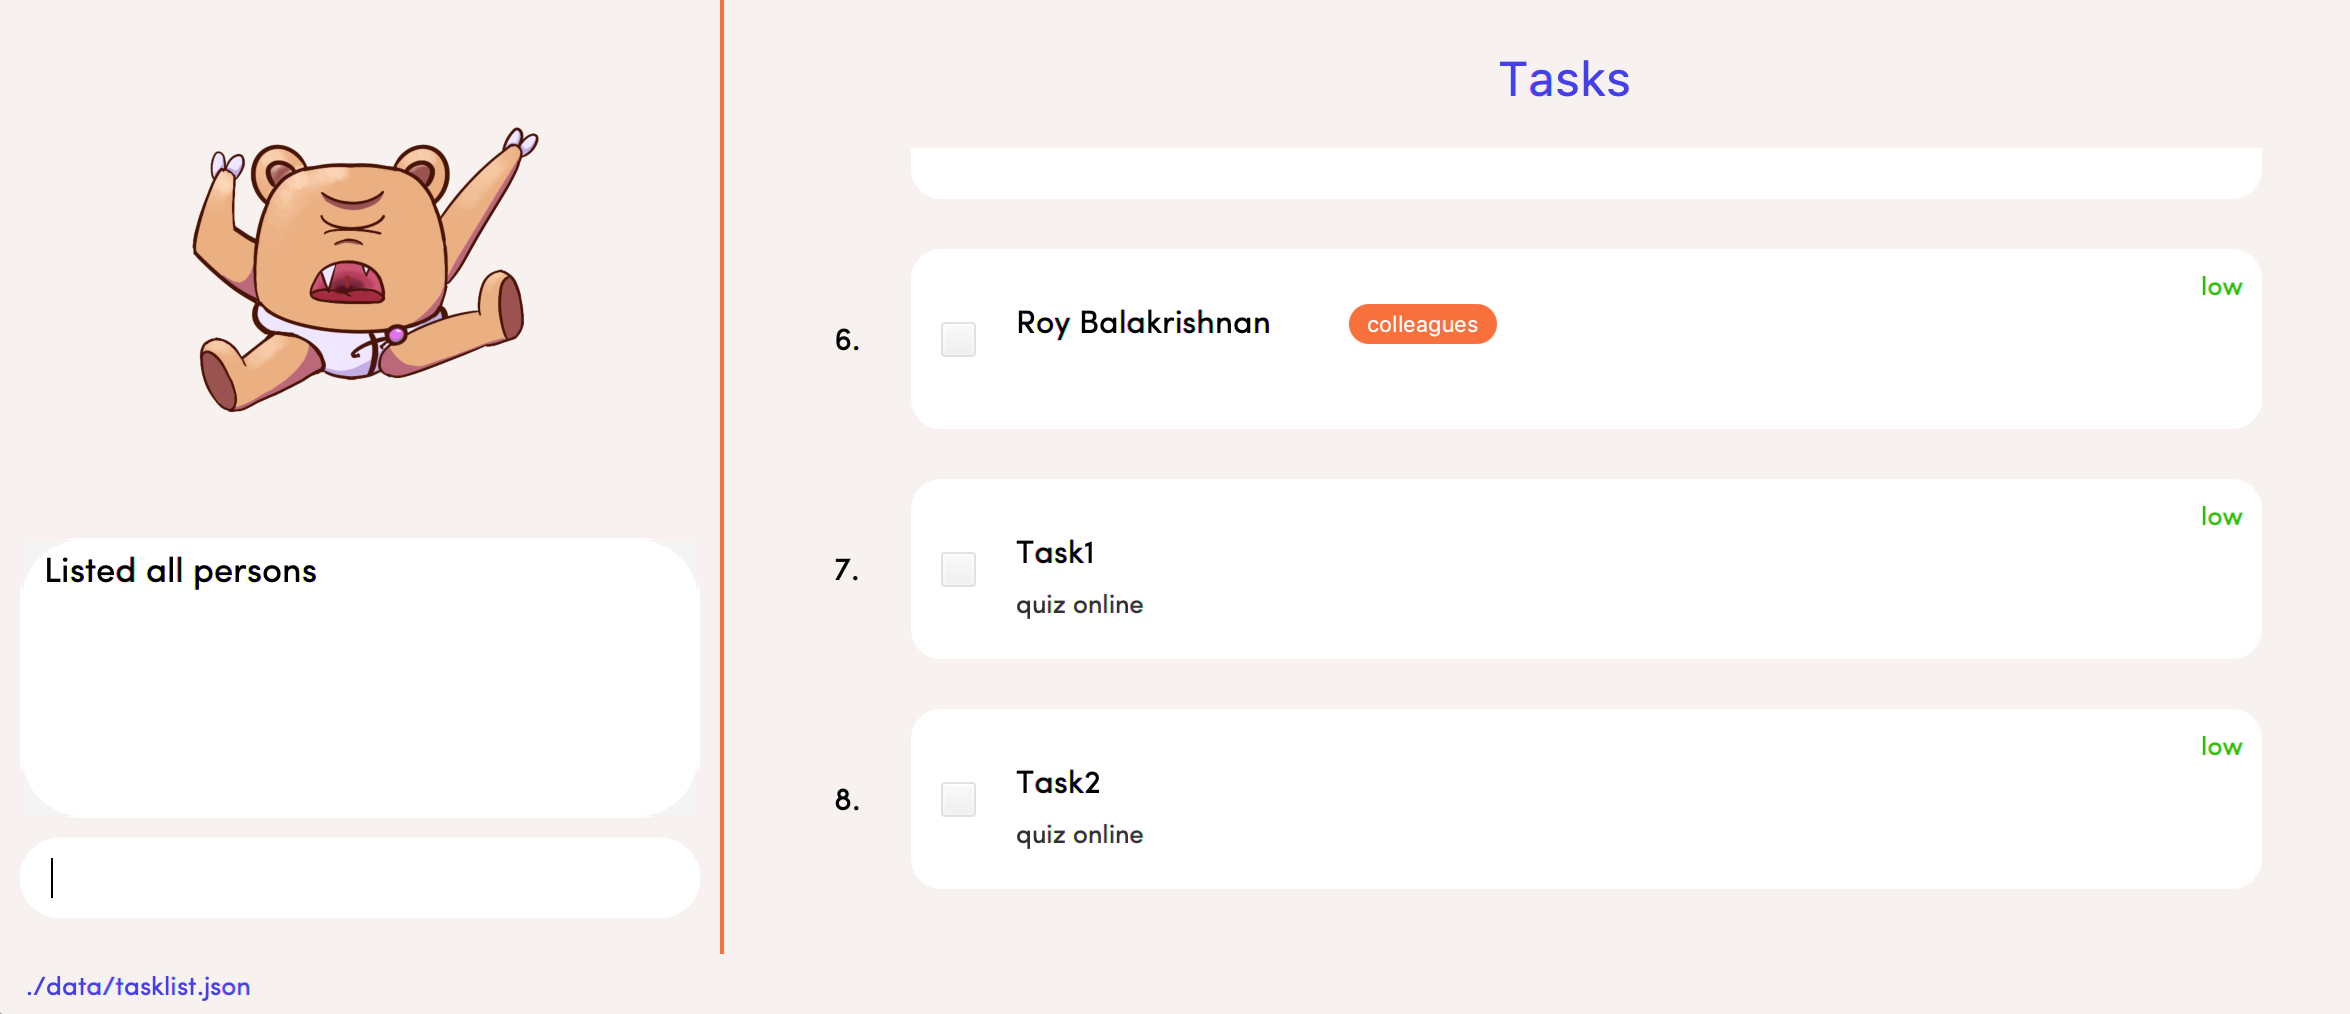 Tasks
low
6.
Roy Balakrishnan
colleagues
low
7.
Task1
quiz online
low
8.
Task2
quiz online
Listed all persons
./data/tasklist.json